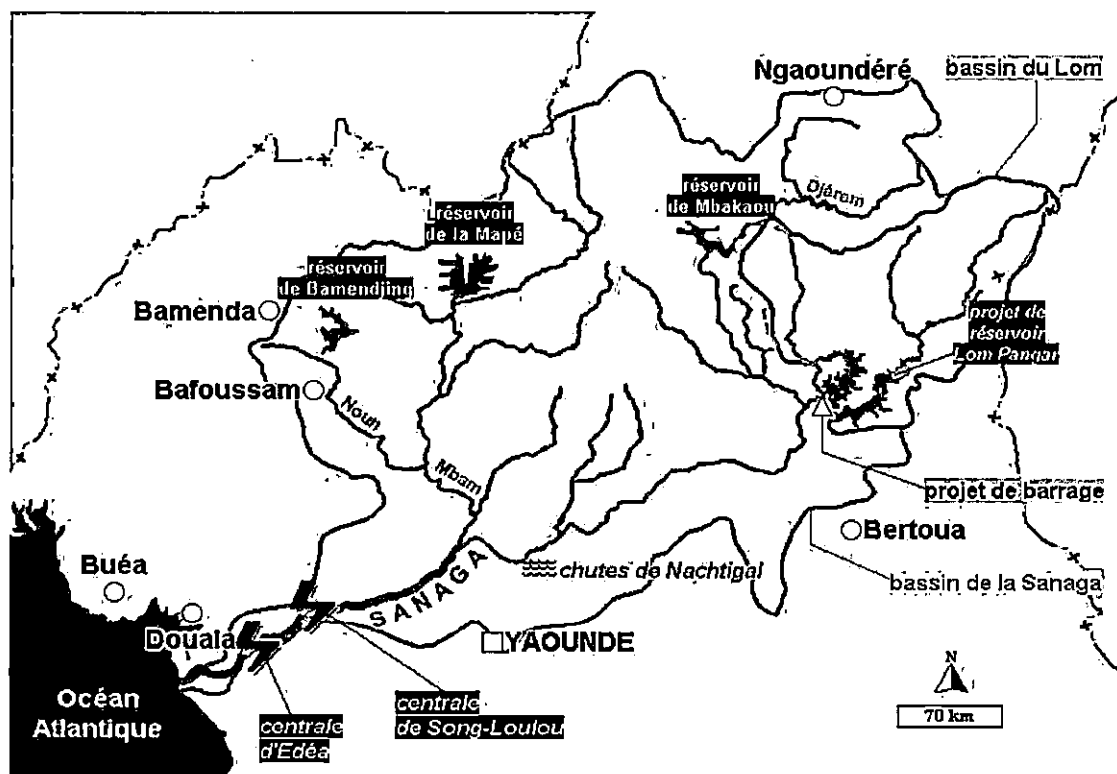 Ngaoundéré
bassin du Lom
Djérem
réservoir
de Mbakaou
réservoir
de la Mapé
réservoir
de Bamendjing
Bamenda
projet de
réservoir
Lom Pangar
Bafoussam
Noun
Mbam
projet de barrage
Bertoua
Buéa
chutes de Nachtigal
bassin de la Sanaga
SANAGA
Douala
YAOUNDE
N
Océan
Atlantique
centrale
de Song-Loulou
70 km
centrale
d'Edéa